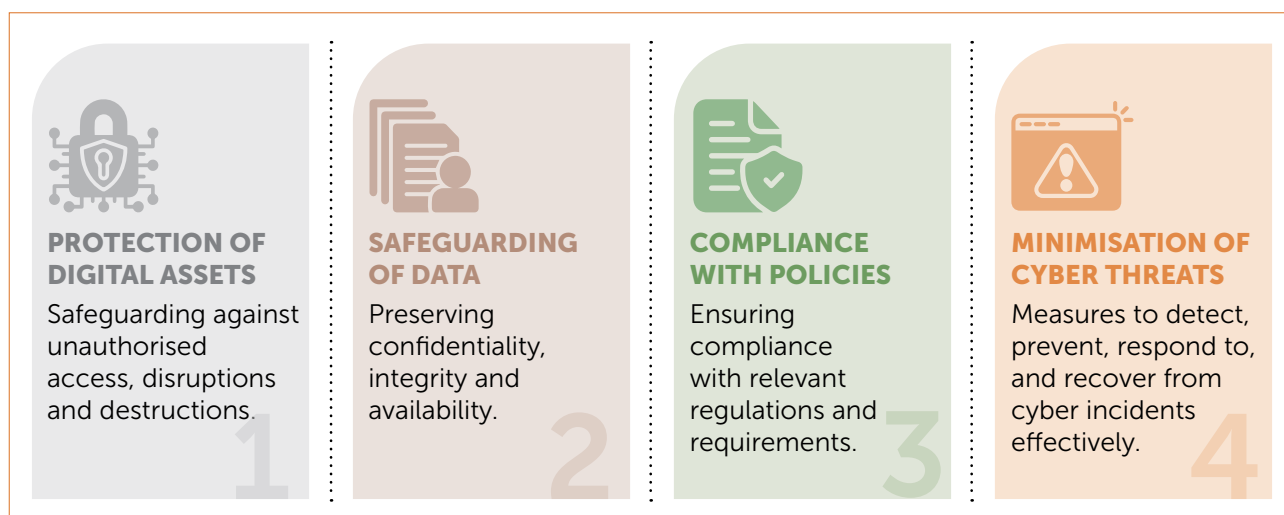 PROTECTION OF
DIGITAL ASSETS
Safeguarding against
unauthorised
access, disruptions
and destructions.
1
SAFEGUARDING
OF DATA
Preserving
confidentiality,
integrity and
availability.
2
COMPLIANCE
WITH POLICIES
Ensuring
compliance
with relevant
regulations and
requirements.
3
MINIMISATION OF
CYBER THREATS
Measures to detect,
prevent, respond to,
and recover from
cyber incidents
effectively.
4